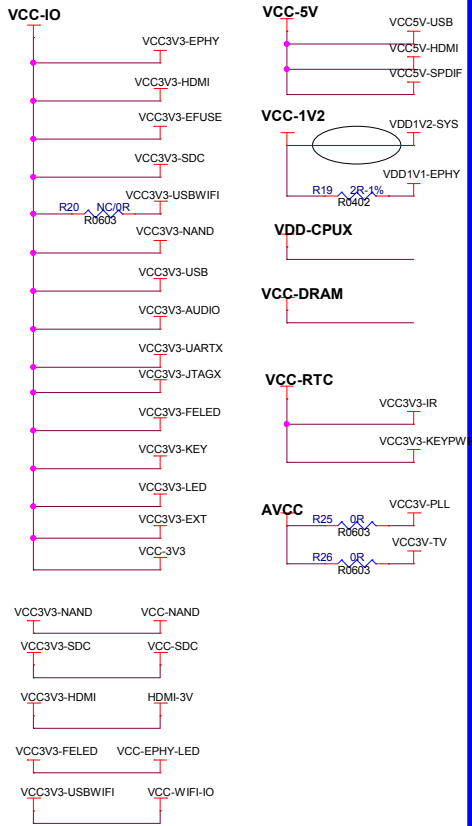 VCC-IO
VCC3V3-EPHY
VCC3V3-HDMI
VCC3V3-EFUSE
VCC3V3-SDC
VCC3V3-USBWIFI
R20 NC/0R
R0603
VCC3V3-NAND
VCC3V3-USB
VCC3V3-AUDIO
VCC3V3-UARTX
VCC3V3-JTAGX
VCC3V3-FELED
VCC3V3-KEY
VCC3V3-LED
VCC3V3-EXT
VCC-3V3
VCC3V3-NAND VCC-NAND
VCC3V3-SDC VCC-SDC
VCC3V3-HDMI HDMI-3V
VCC3V3-FELED VCC-EPHY-LED
VCC3V3-USBWIFI VCC-WIFI-IO
VCC-5V
VCC5V-USB
VCC5V-HDMI
VCC5V-SPDIF
VCC-1V2
VDD1V2-SYS
VDD1V1-EPHY
R19 2R-1%
R0402
VDD-CPUX
VCC-DRAM
VCC-RTC
VCC3V3-IR
AVCC
VCC3V-PLL
R25 0R
R0603
VCC3V-TV
R26 0R
R0603